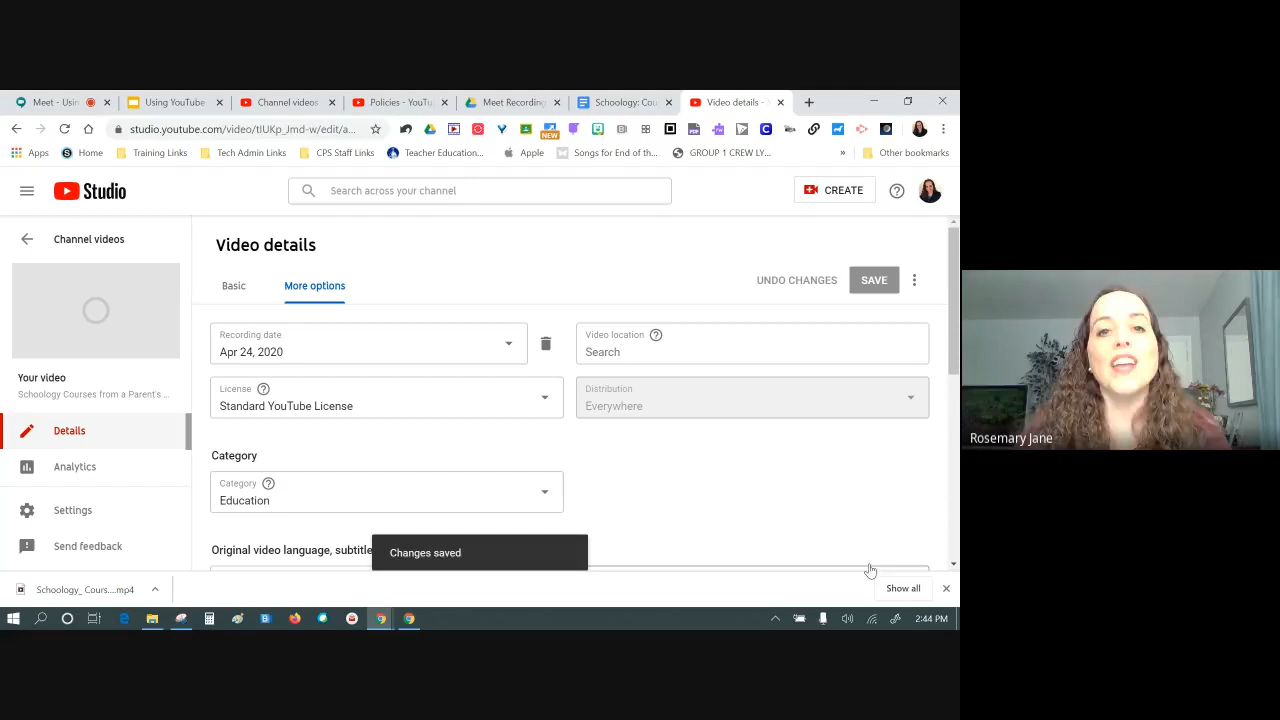 Meet - Usin
Using YouTube
Channel videos
Policies - YouTu
Meet Recording
Schoology: Cou
Video details -
studio.youtube.com/video/tlUKp_Jmd-w/edit/a...
NEW
PDF
Apps
Home
Training Links
Tech Admin Links
CPS Staff Links
Teacher Education...
Apple
Songs for End of th...
GROUP 1 CREW LY...
»
Other bookmarks
Studio
Search across your channel
CREATE
Channel videos
Video details
Basic
More options
UNDO CHANGES
SAVE
Recording date
Apr 24, 2020
Video location
Search
License
Standard YouTube License
Distribution
Everywhere
Your video
Schoology Courses from a Parent's ...
Details
Analytics
Settings
Send feedback
Category
Category
Education
Original video language, subtitle
Changes saved
Schoology_ Cours....mp4
Show all
2:44 PM
Rosemary Jane